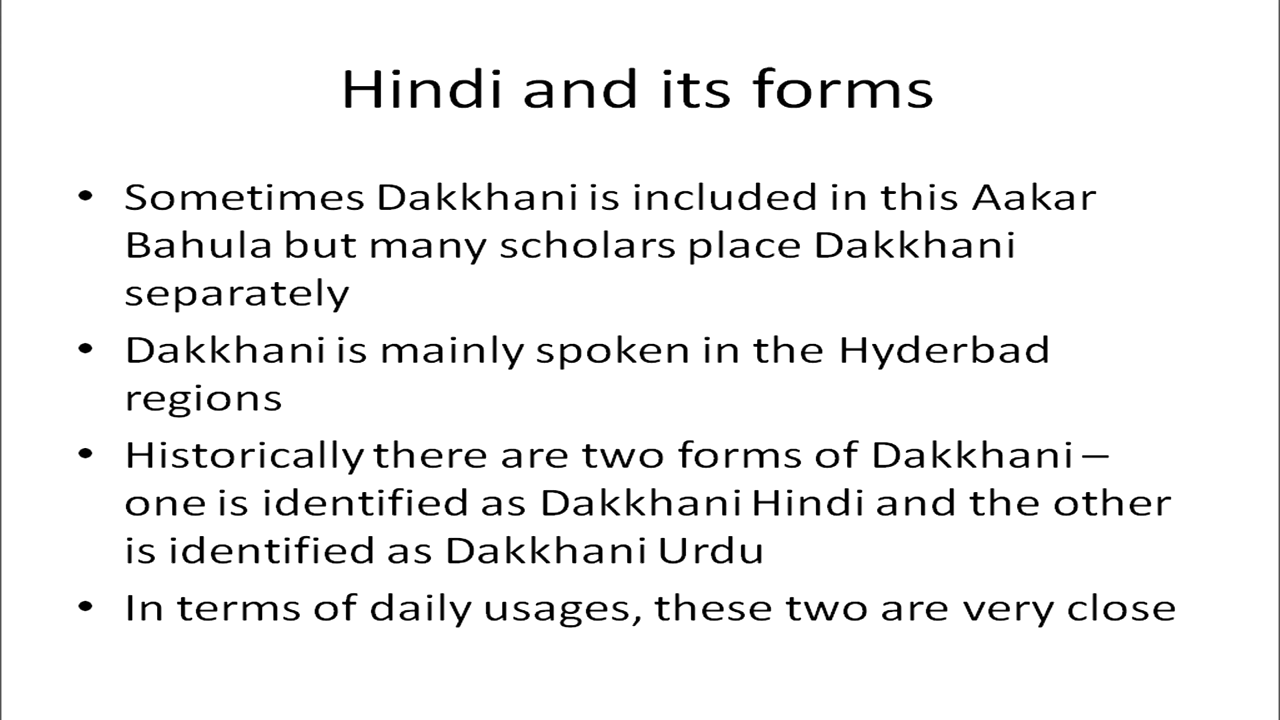 Hindi and its forms
• Sometimes Dakkhani is included in this Aakar
Bahula but many scholars place Dakkhani
separately
• Dakkhani is mainly spoken in the Hyderbad
regions
• Historically there are two forms of Dakkhani –
one is identified as Dakkhani Hindi and the other
is identified as Dakkhani Urdu
• In terms of daily usages, these two are very close